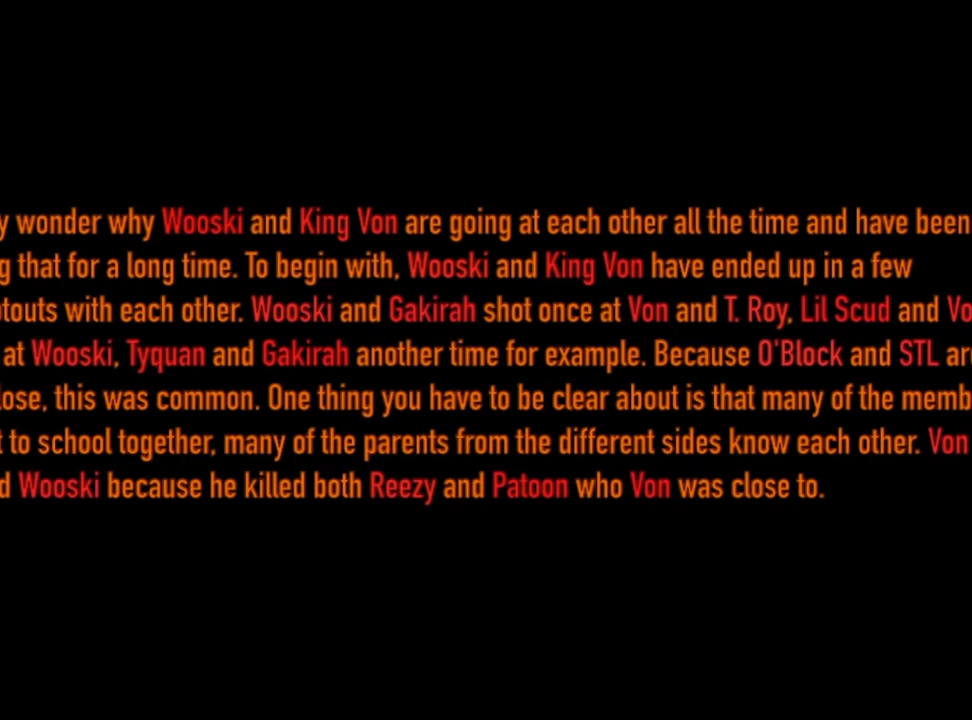 y wonder why Wooski and King Von are going at each other all the time and have been
g that for a long time. To begin with, Wooski and King Von have ended up in a few
touts with each other. Wooski and Gakirah shot once at Von and T. Roy, Lil Scud and Vo
at Wooski, Tyquan and Gakirah another time for example. Because O'Block and STL ar
lose, this was common. One thing you have to be clear about is that many of the memb
t to school together, many of the parents from the different sides know each other. Von
d Wooski because he killed both Reezy and Patoon who Von was close to.